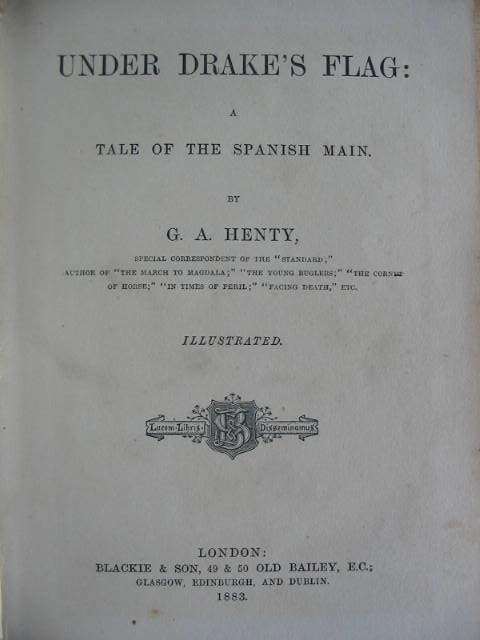 UNDER DRAKE'S FLAG:
A
TALE OF THE SPANISH MAIN.
BY
G. A. HENTY,
SPECIAL CORRESPONDENT OF THE "STANDARD;"
AUTHOR OF "THE MARCH TO MAGDALA;" "THE YOUNG BUGLERS;" "THE CORNET
OF HORSE;" "IN TIMES OF PERIL;" "FACING DEATH," ETC.
ILLUSTRATED.
Lucem Libris Disseminamus
LONDON:
BLACKIE & SON, 49 & 50 OLD BAILEY, E.C.;
GLASGOW, EDINBURGH, AND DUBLIN.
1883.